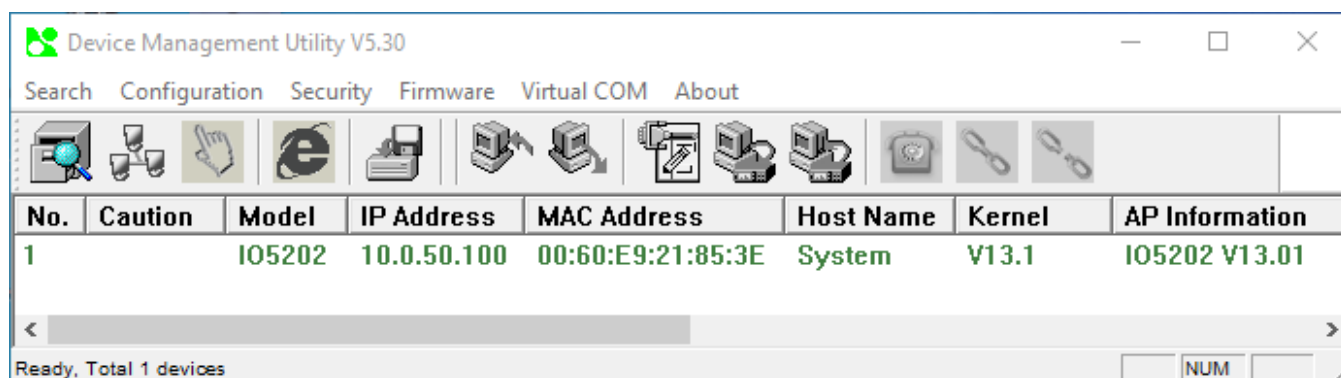 Device Management Utility V5.30
Search Configuration Security Firmware Virtual COM About
No. Caution Model IP Address MAC Address Host Name Kernel AP Information
1 IO5202 10.0.50.100 00:60:E9:21:85:3E System V13.1 IO5202 V13.01
Ready, Total 1 devices NUM